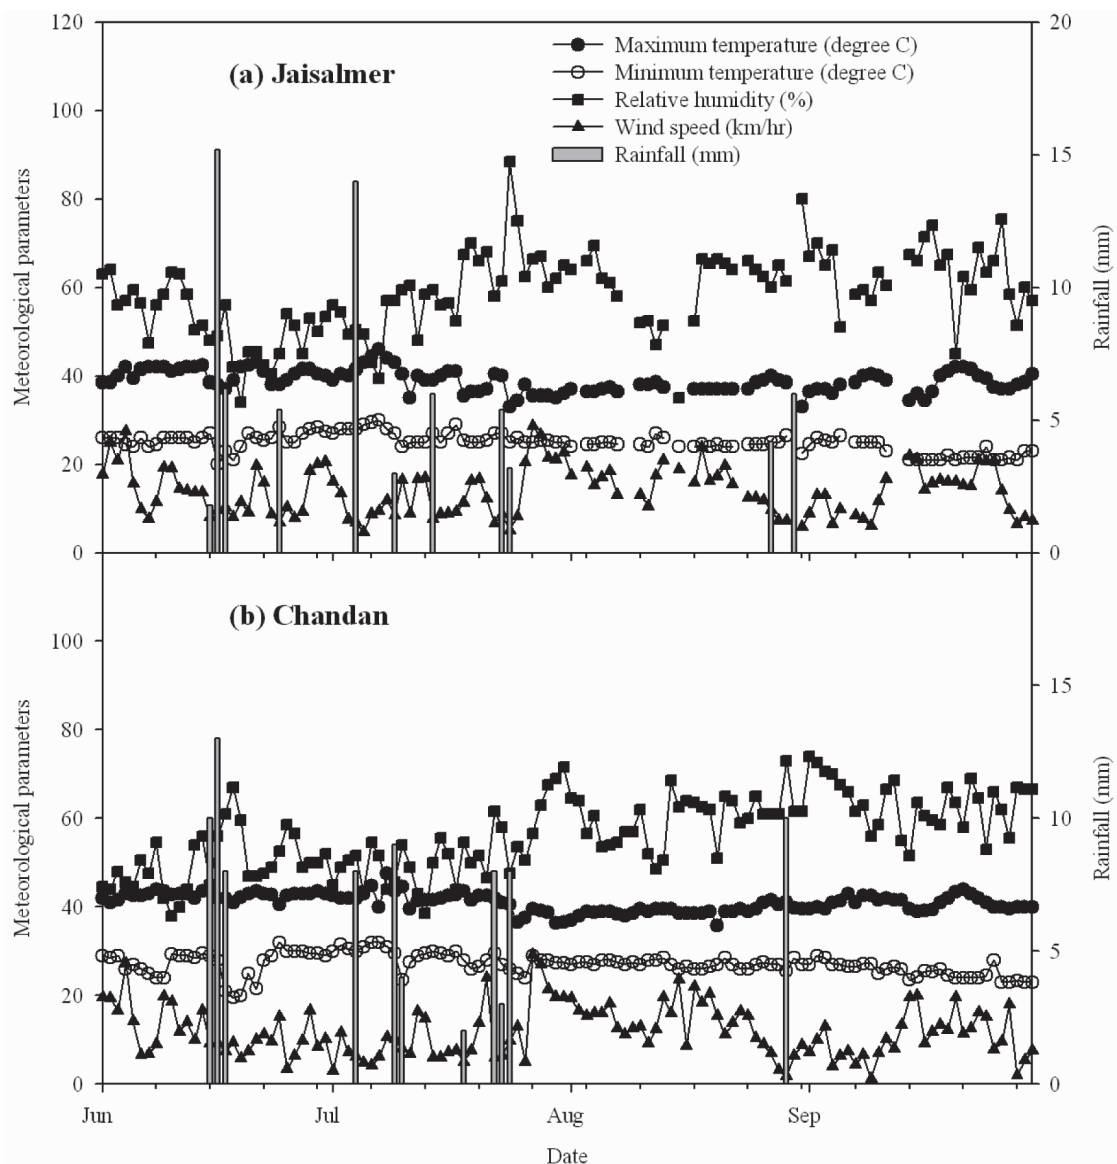 120
100
80
60
40
20
0
Meteorological parameters
(a) Jaisalmer
Maximum temperature (degree C)
Minimum temperature (degree C)
Relative humidity (%)
Wind speed (km/hr)
Rainfall (mm)
20
15
10
5
0
Rainfall (mm)
100
80
60
40
20
0
Meteorological parameters
(b) Chandan
15
10
5
0
Rainfall (mm)
Jun Jul Aug Sep
Date